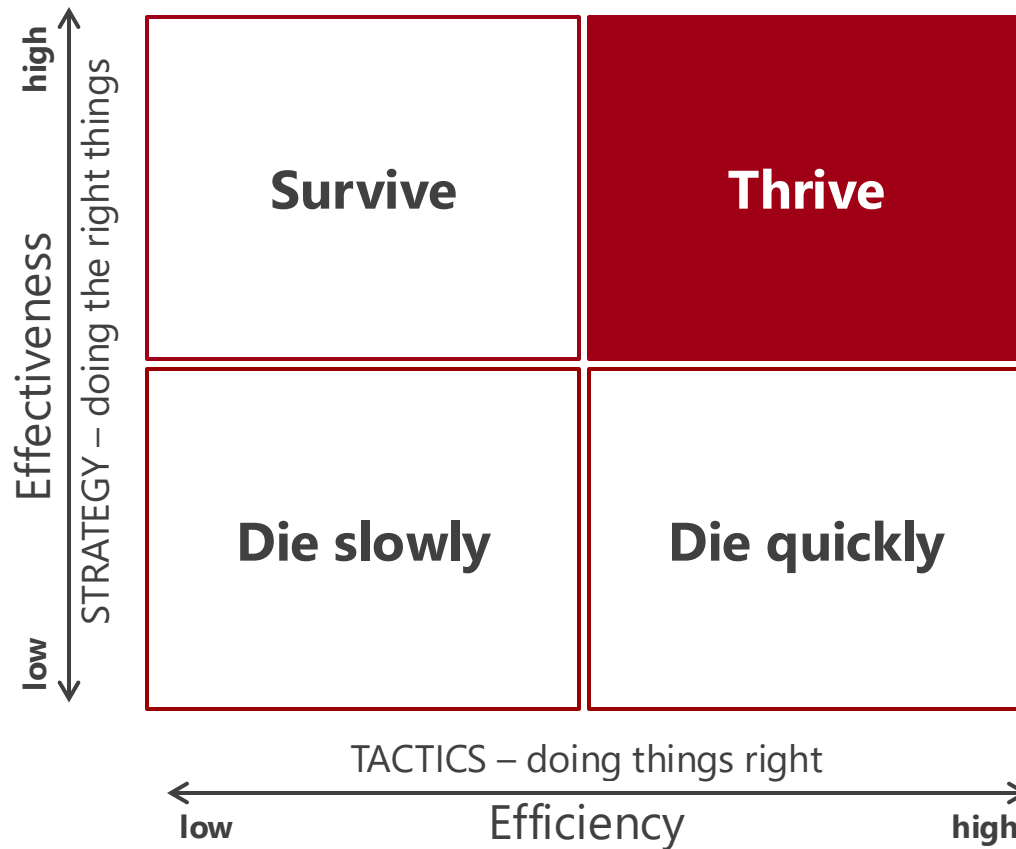 high
Effectiveness
STRATEGY – doing the right things
low
Survive
Thrive
Die slowly
Die quickly
TACTICS – doing things right
low
Efficiency
high